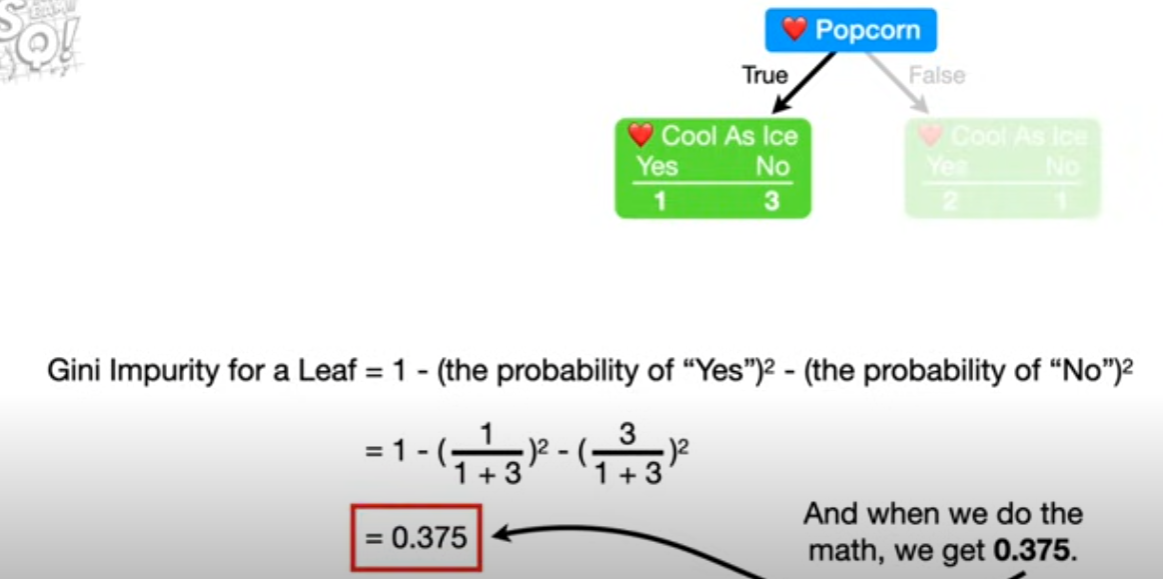 ❤️ Popcorn
True
False
❤️ Cool As Ice
Yes No
1 3
❤️ Cool As Ice
Yes No
2 1
Gini Impurity for a Leaf = 1 - (the probability of “Yes”)² - (the probability of “No”)²
= 1 - (1/(1 + 3))² - (3/(1 + 3))²
= 0.375
And when we do the
math, we get 0.375.